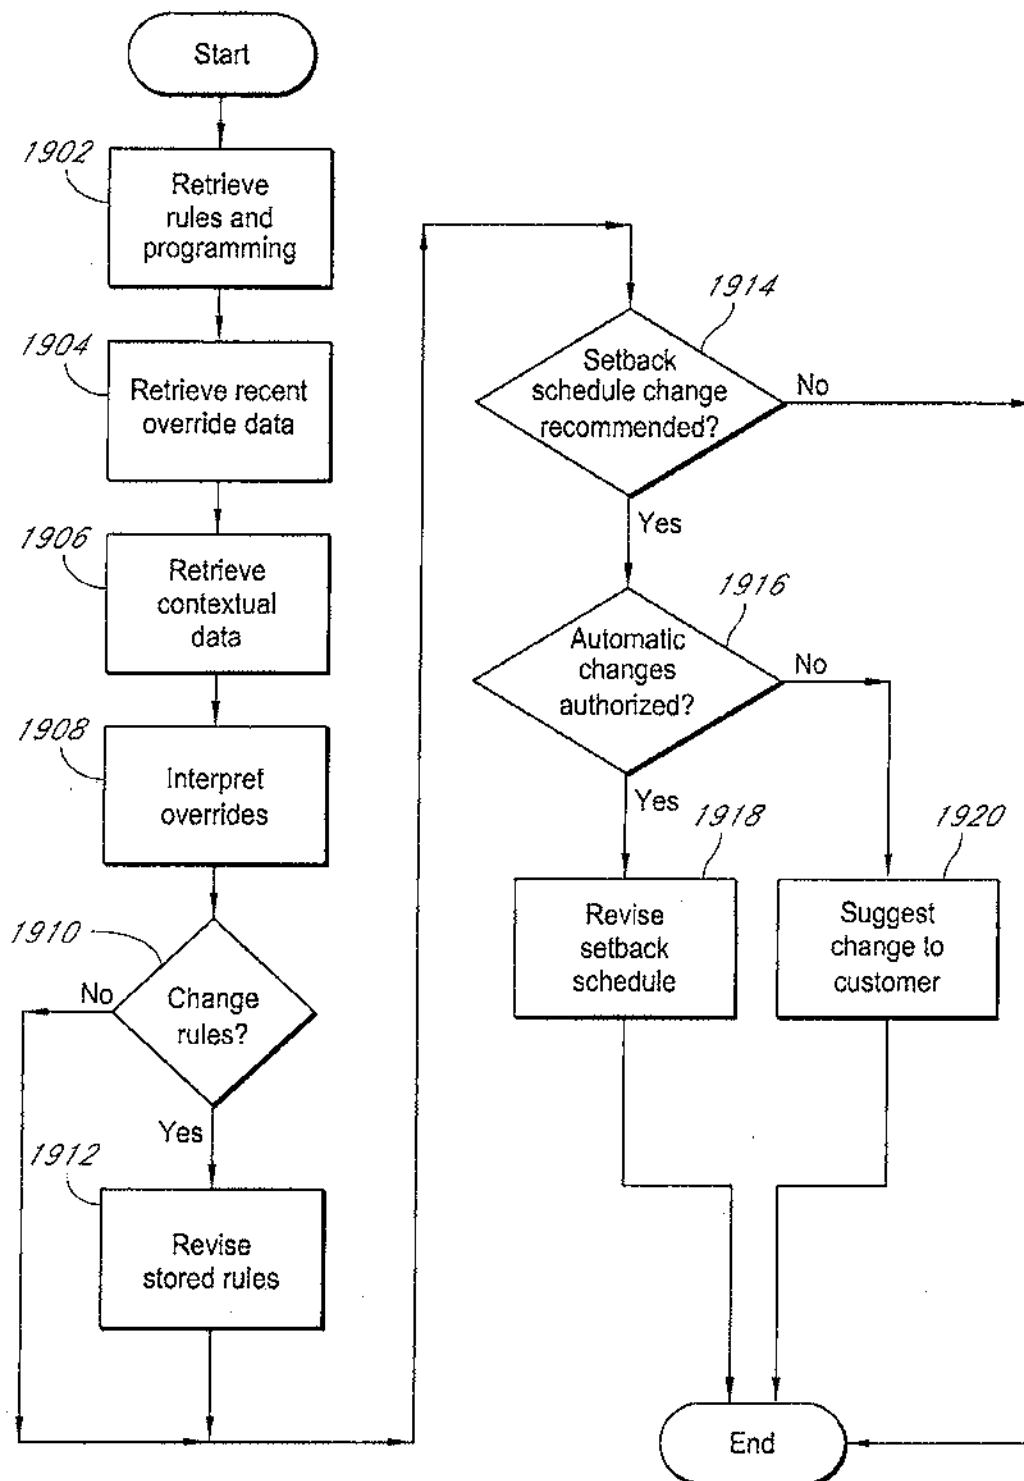 Start
1902
Retrieve
rules and
programming
1904
Retrieve recent
override data
1906
Retrieve
contextual
data
1908
Interpret
overrides
1910
No
Change
rules?
Yes
1912
Revise
stored rules
1914
Setback
schedule change
recommended?
No
Yes
1916
Automatic
changes
authorized?
No
Yes
1918
Revise
setback
schedule
1920
Suggest
change to
customer
End